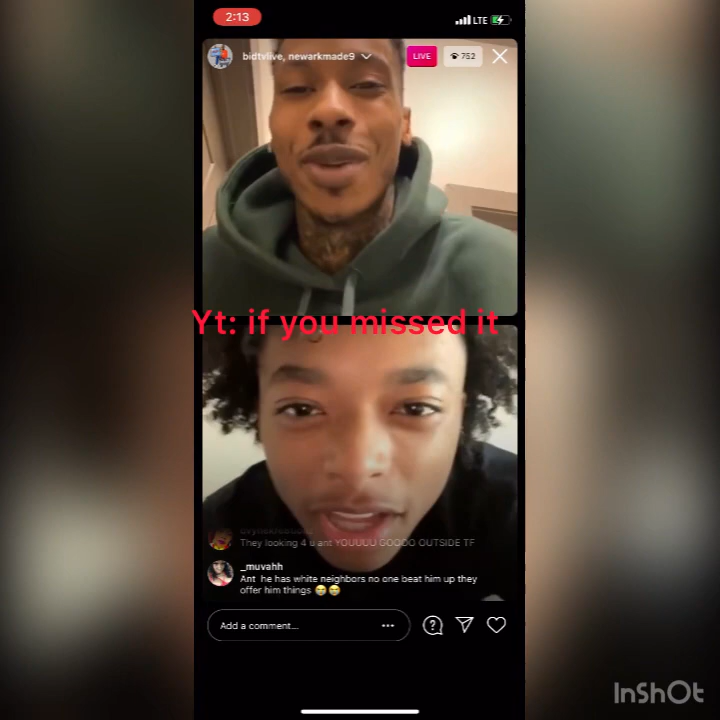 2:13
LTE
bidtvlive, newarkmade9
LIVE
752
Yt: if you missed it
They looking 4 u ant YOUUUU GOODO OUTSIDE TF
_muvahh
Ant he has white neighbors no one beat him up they
offer him things 😭😭
Add a comment...
InShOt